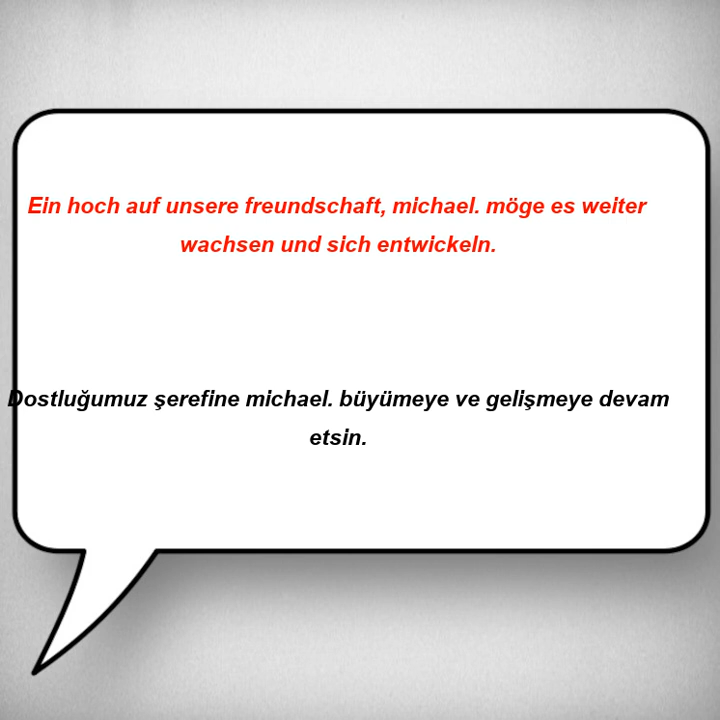 Ein hoch auf unsere freundschaft, michael. möge es weiter
wachsen und sich entwickeln.
Dostluğumuz şerefine michael. büyümeye ve gelişmeye devam
etsin.